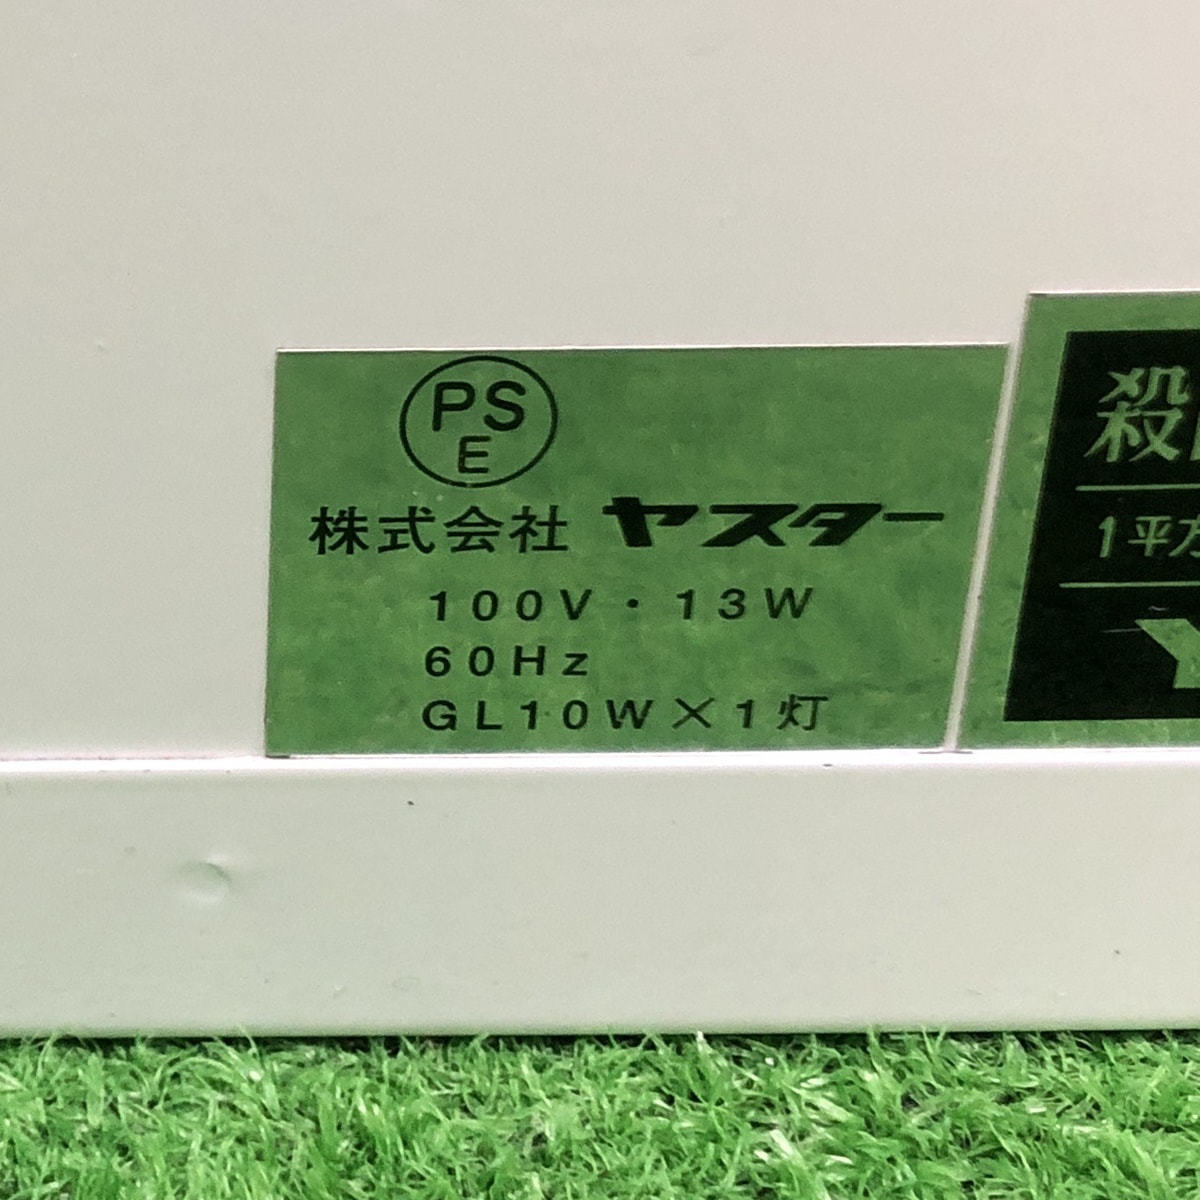 PS
E
株式会社 ヤスター
100V・13W
60Hz
GL10W×1灯
殺
1平方